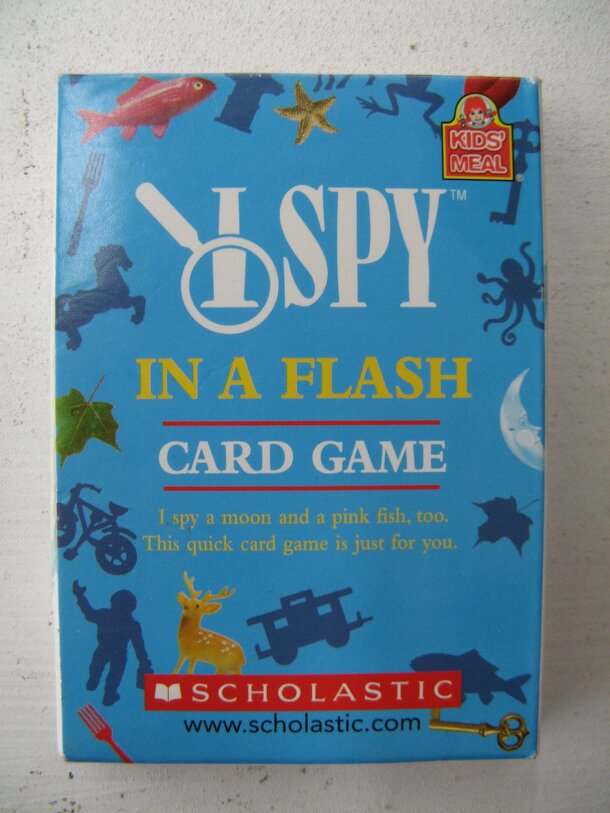 KIDS'
MEAL
®
I SPY™
IN A FLASH
CARD GAME
I spy a moon and a pink fish, too.
This quick card game is just for you.
SCHOLASTIC
www.scholastic.com